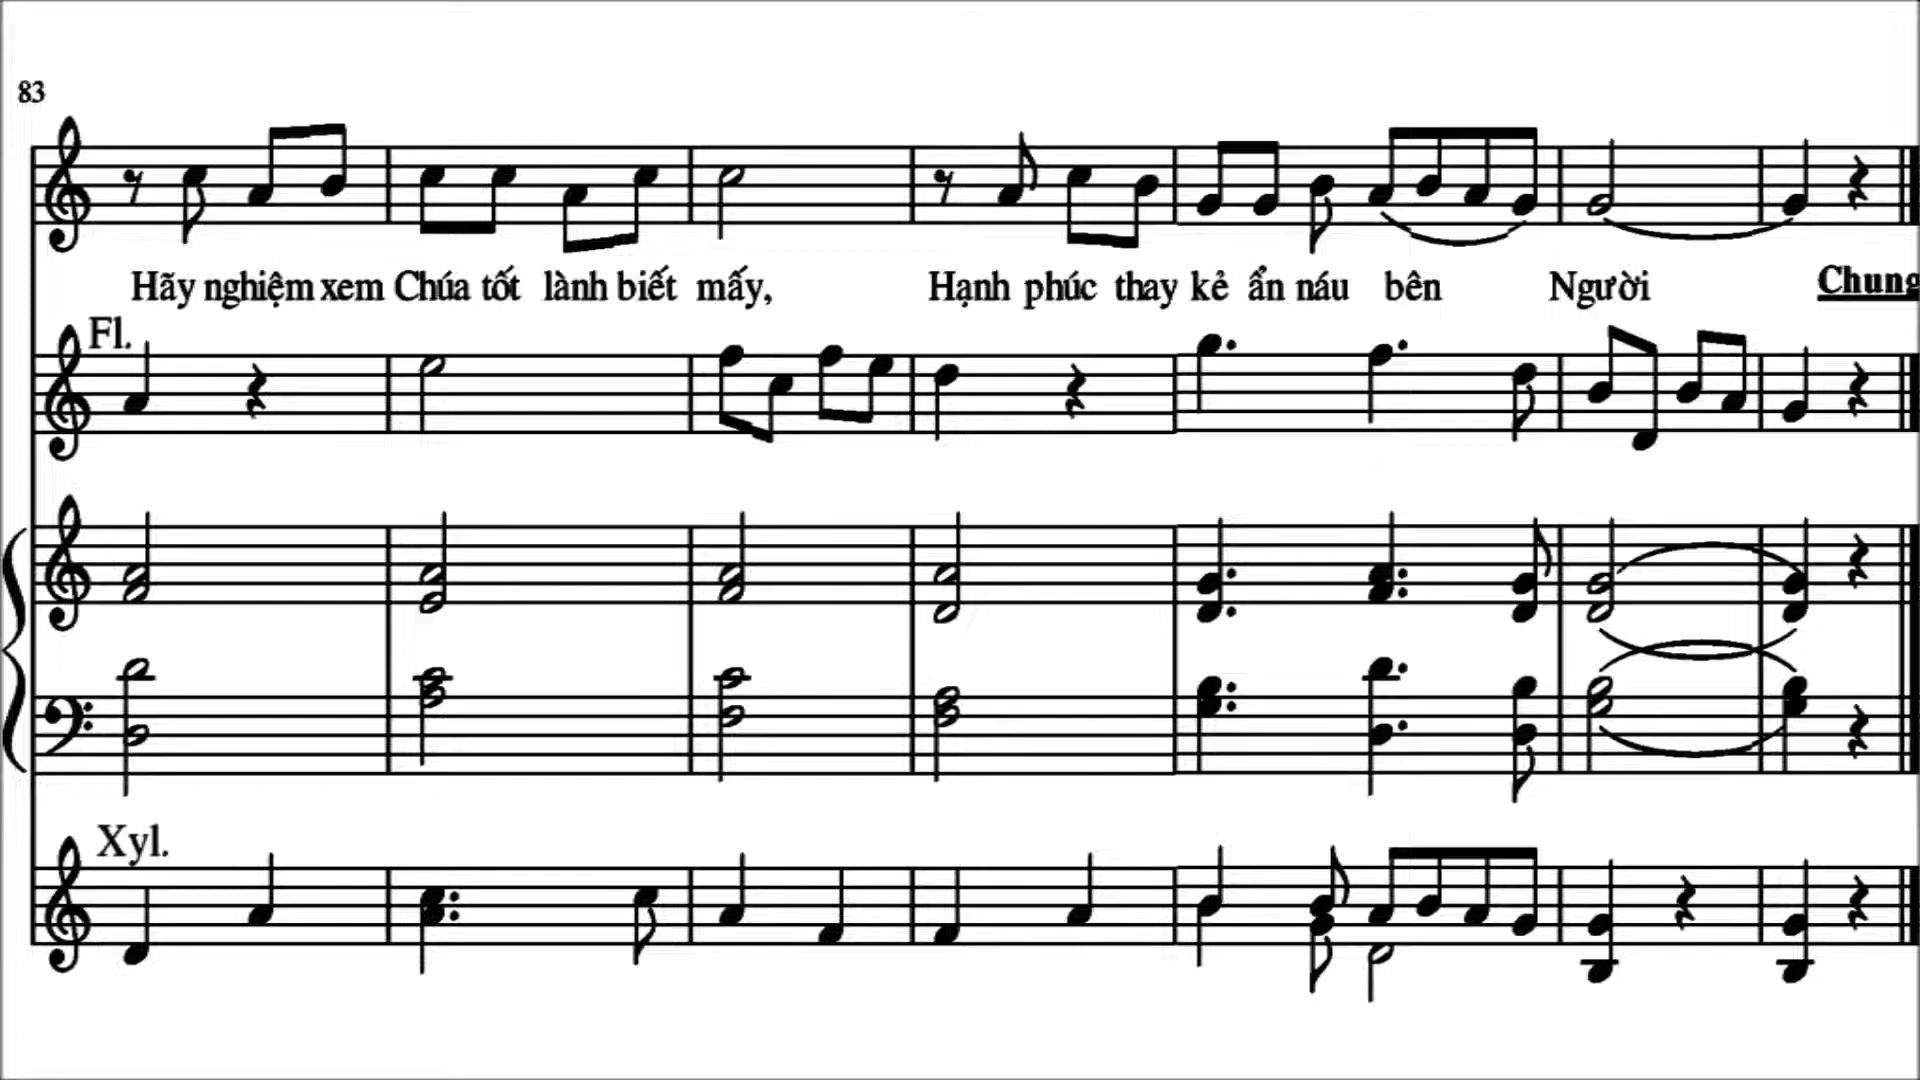 83
Hãy nghiệm xem Chúa tốt lành biết mấy, Hạnh phúc thay kẻ ẩn náu bên Người Chung
Fl.
Xyl.